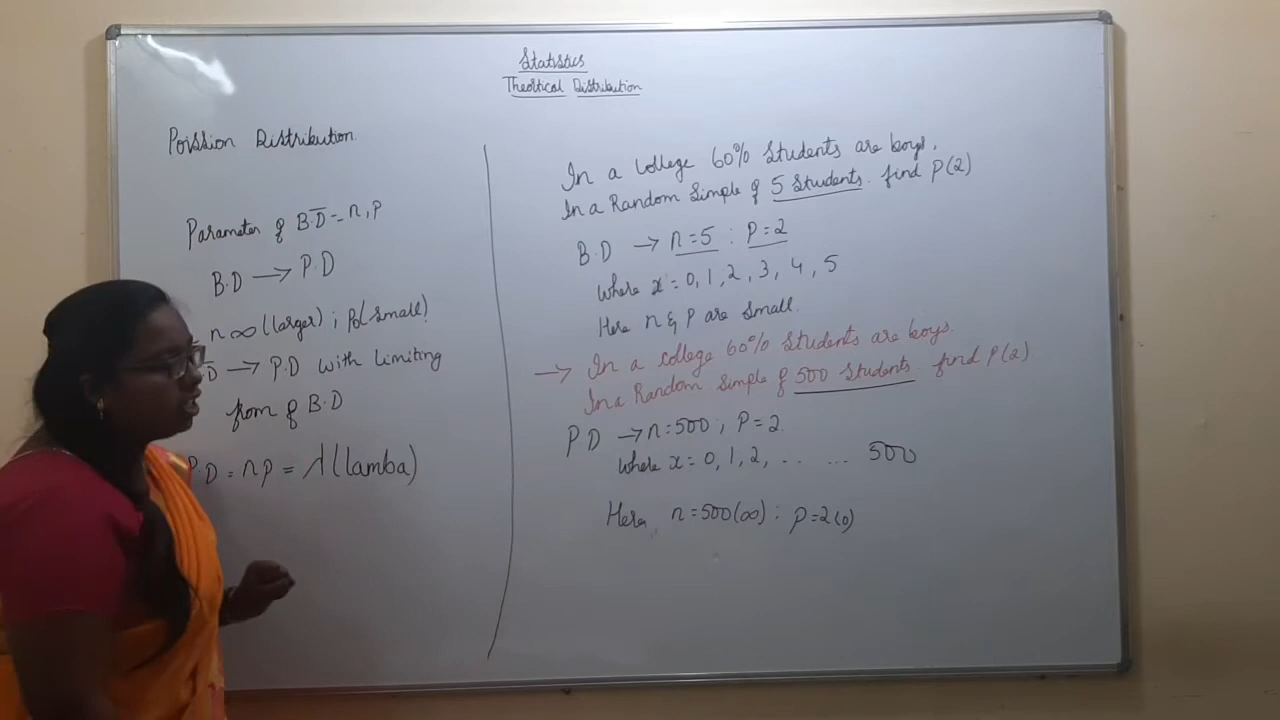 Statistics
Theortical Distribution
Poission Distribution.
Parameter of B.D = n, P
B.D → P.D
n ∞ (larger) ; Po( Small)
D → P.D with limiting
from of B.D
P.D = np = λ (lamba)
In a College 60% Students are boys.
In a Random Simple of 5 Students. find P(2)
B.D → n=5 : P=2
Where x = 0, 1, 2, 3, 4, 5
Here n & p are Small.
→ In a college 60% Students are boys.
In a Random Simple of 500 Students. find P(2)
P D → n=500 ; P=2.
Where x = 0, 1, 2, . . . . . 500
Here, n = 500(∞) : P=2(0)